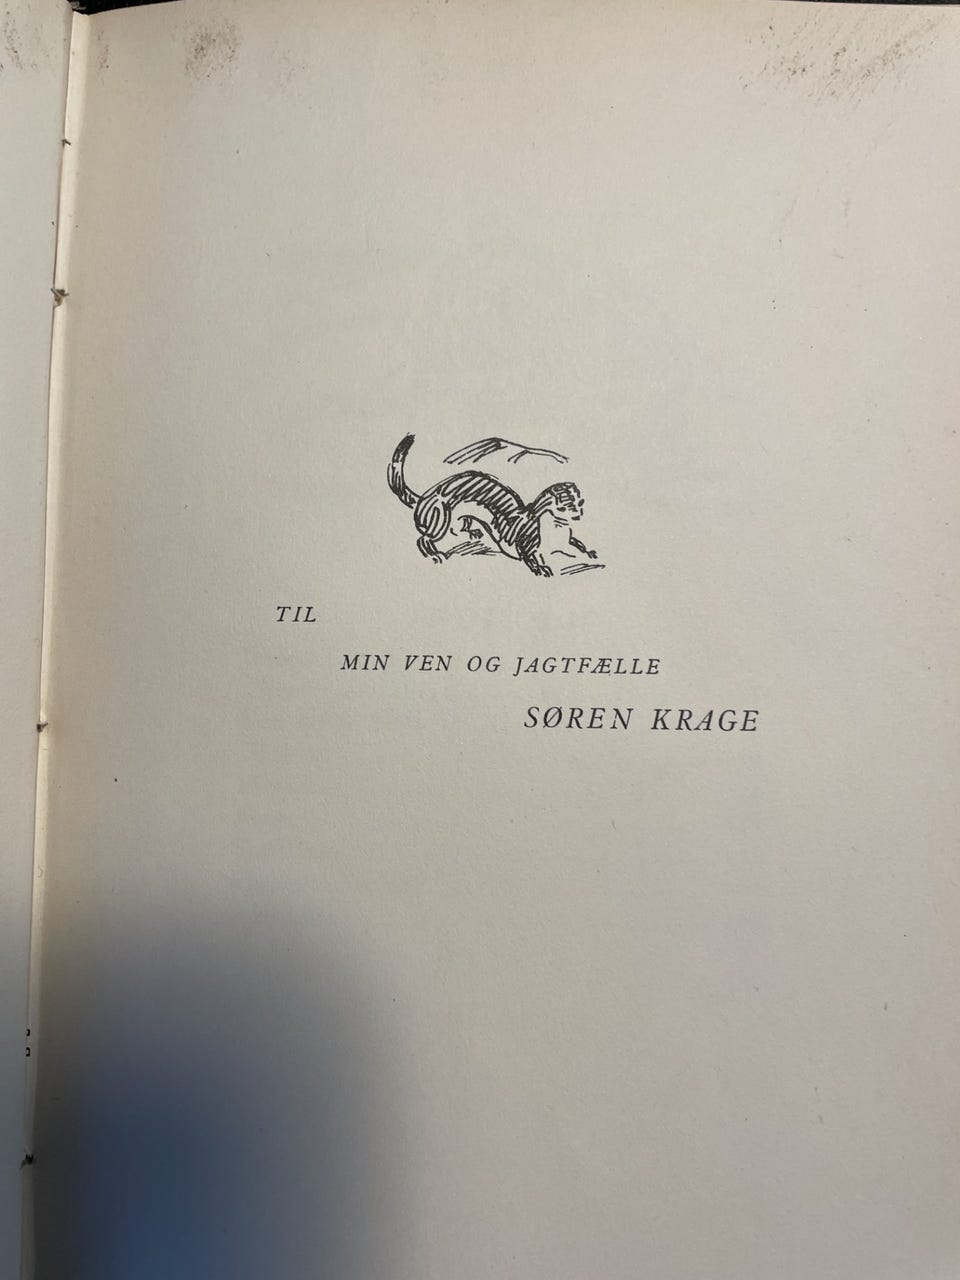 TIL
MIN VEN OG JAGTFÆLLE
SØREN KRAGE